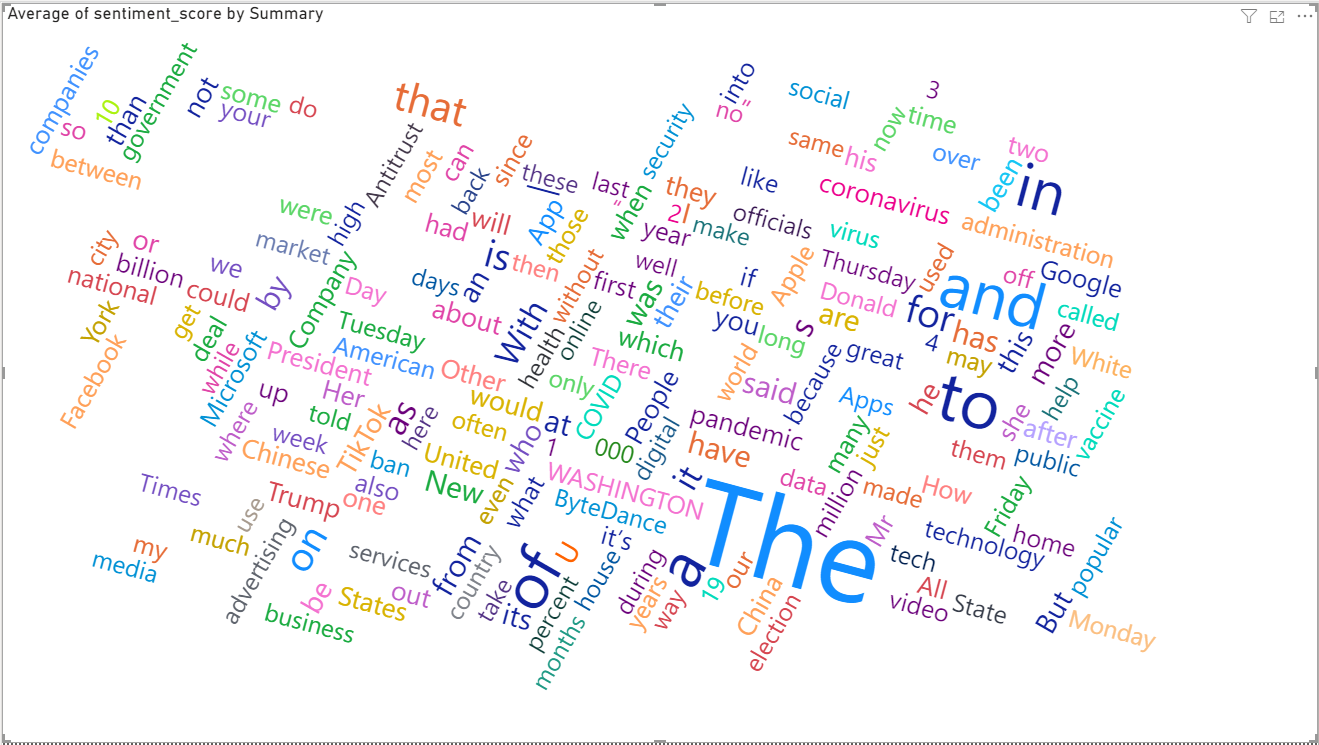 Average of sentiment_score by Summary
companies
so
10
than
government
not
some
your
do
between
that
Antitrust
most
can
back
since
these
into
no"
security
social
3
now
time
same
his
over
two
been
in
like
coronavirus
administration
last
"
when
they
2
I
year
make
officials
virus
were
high
market
had
will
App
l
those
is
then
an
days
without
first
well
was
their
if
before
Apple
Thursday
used
off
Google
called
city
or
billion
national
we
could
by
Company
Day
Tuesday
about
With
health
online
which
you
long
s
are
Donald
for
and
has
4
may
this
more
White
York
get
deal
while
Microsoft
President
American
Other
only
There
COVID
People
world
said
because
great
Apps
he
to
she
help
after
vaccine
Facebook
up
Her
told
where
week
TikTok
as
here
would
often
who
at
1
000
digital
pandemic
have
many
just
them
public
Chinese
ban
also
United
New
even
what
WASHINGTON
ByteDance
it
data
million
made
How
Friday
Times
use
Trump
one
on
services
from
country
of
U
it's
The
a
Mr
technology
home
popular
my
media
much
advertising
be
States
out
take
its
percent
house
during
years
way
19
our
China
tech
All
State
video
But
Monday
business
months
election